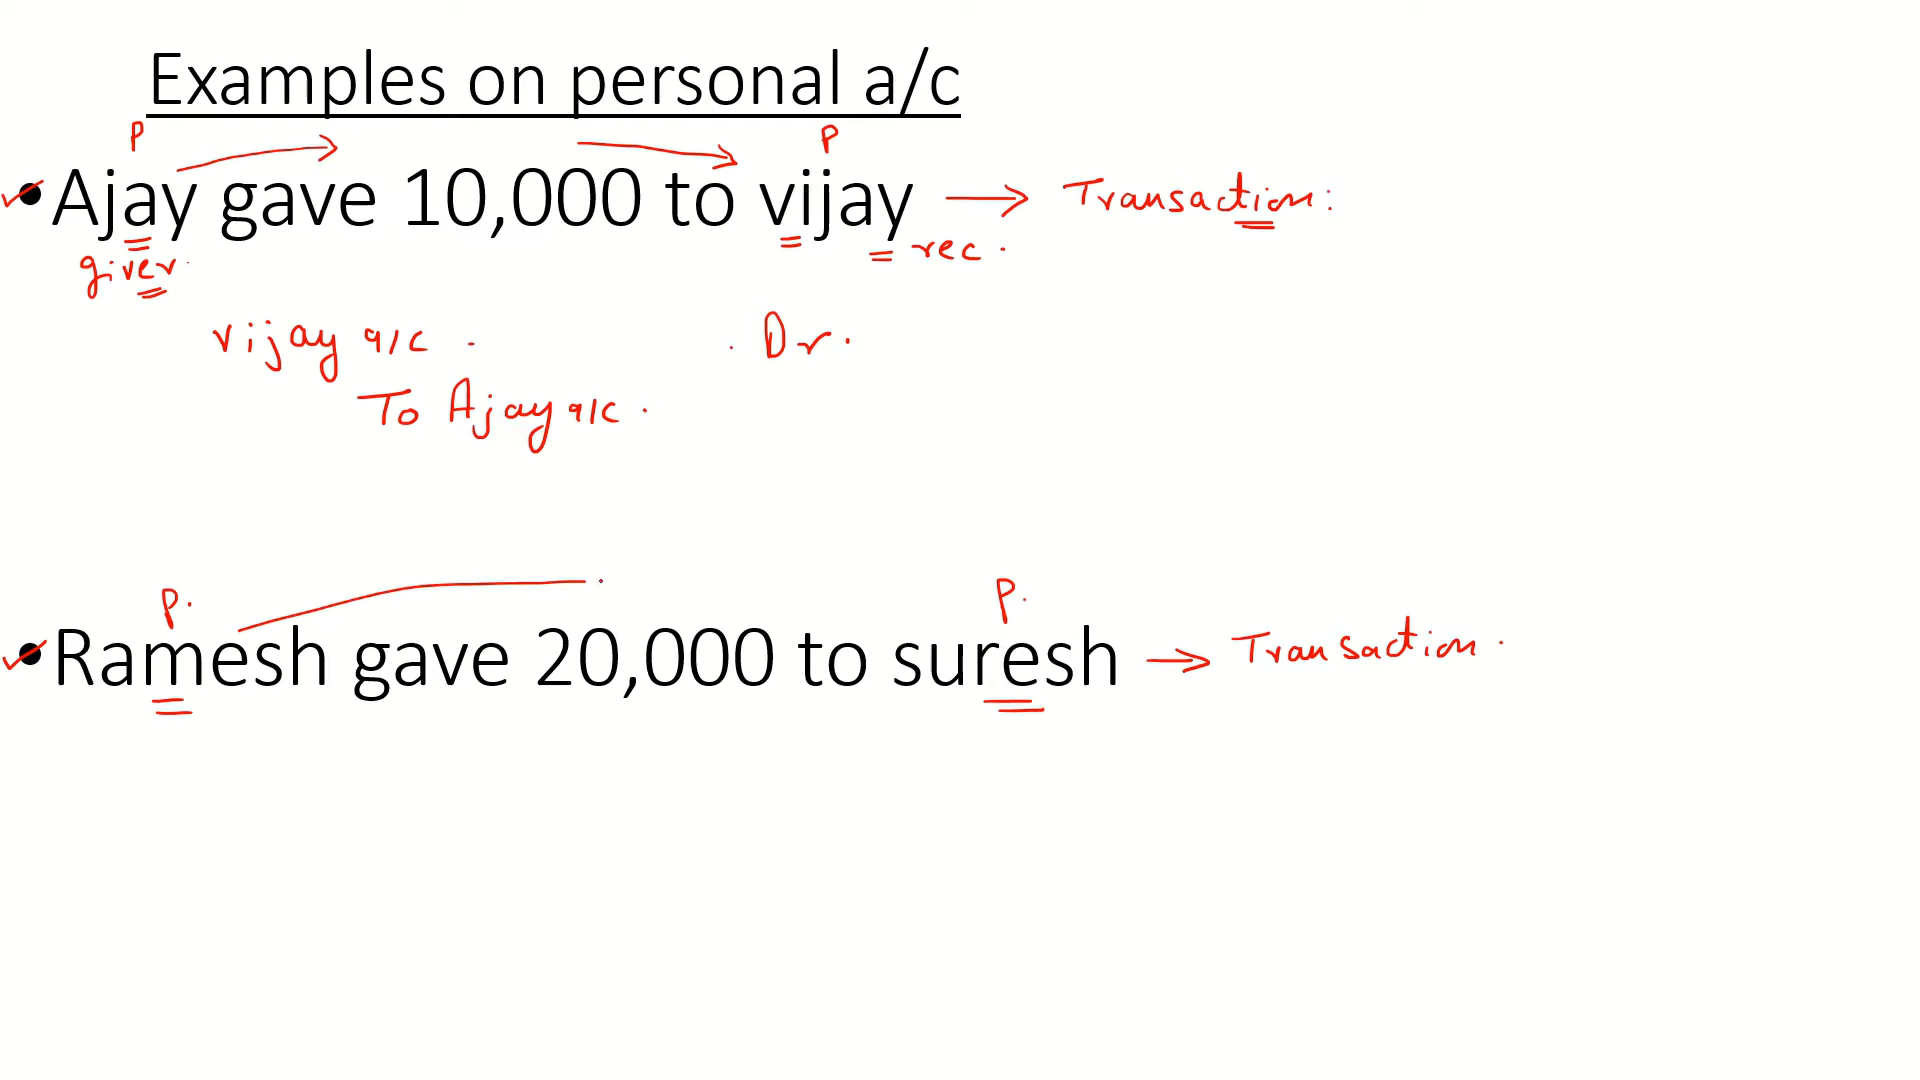 Examples on personal a/c
P P
• Ajay gave 10,000 to vijay → Transaction:
giver. rec.
vijay a/c. Dr.
To Ajay a/c.
P. P.
• Ramesh gave 20,000 to suresh → Transaction.